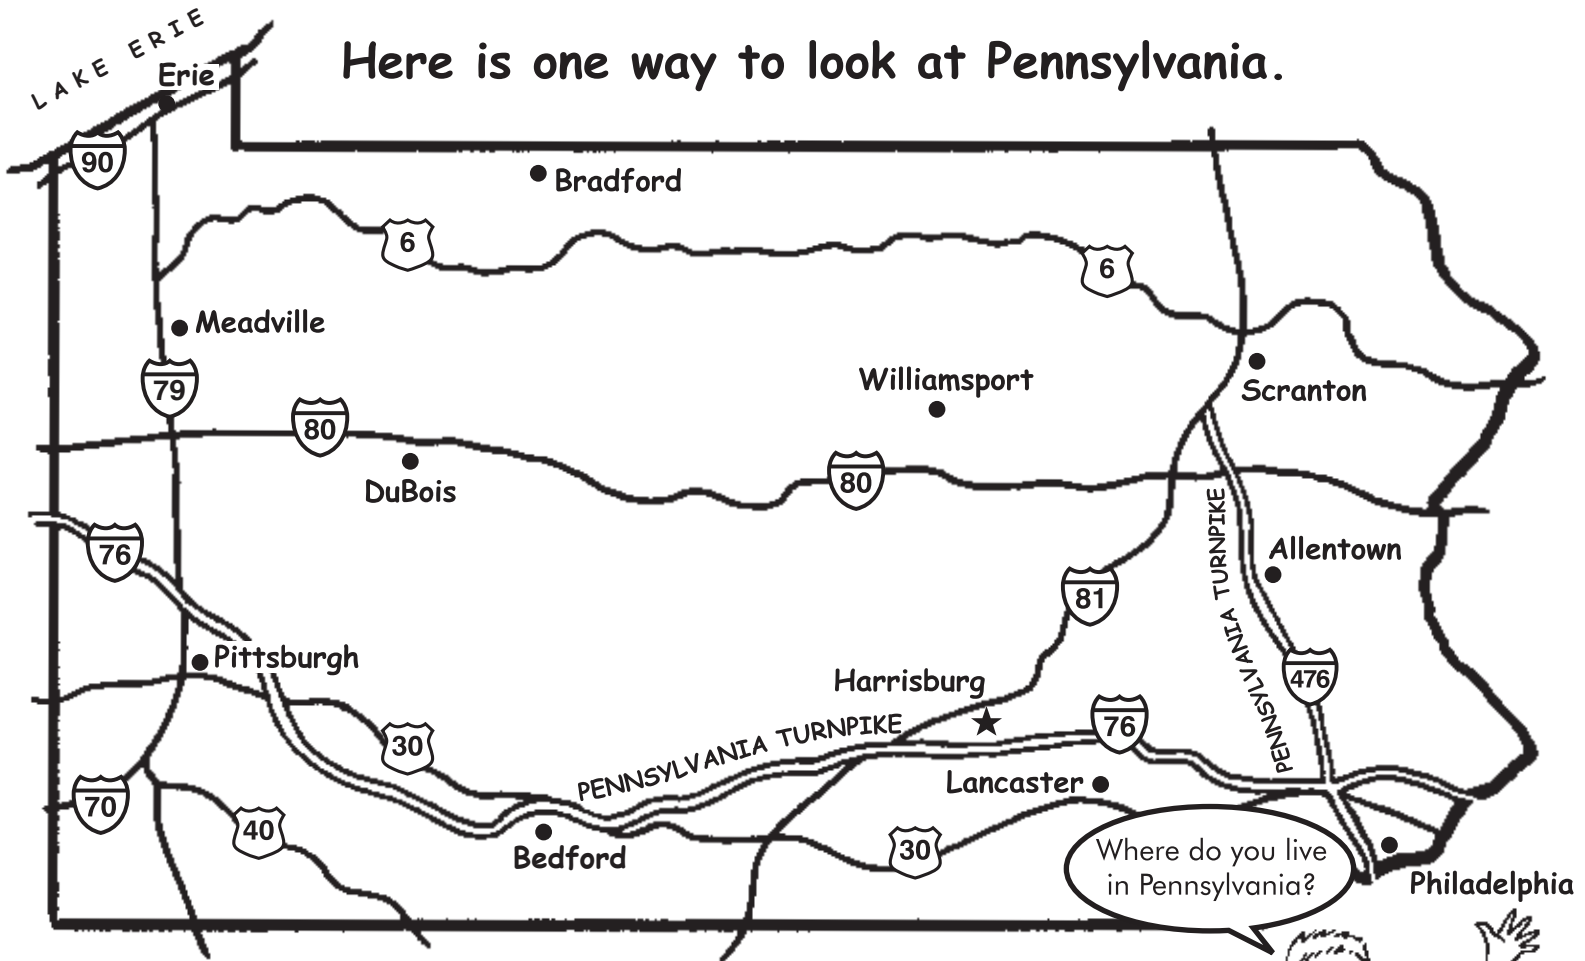 LAKE ERIE
Here is one way to look at Pennsylvania.
Erie
90
Bradford
6
6
Meadville
79
Williamsport
Scranton
80
DuBois
80
76
PENNSYLVANIA TURNPIKE
Allentown
81
Pittsburgh
476
Harrisburg
30
PENNSYLVANIA TURNPIKE
76
Lancaster
70
40
Bedford
30
Where do you live
in Pennsylvania?
Philadelphia